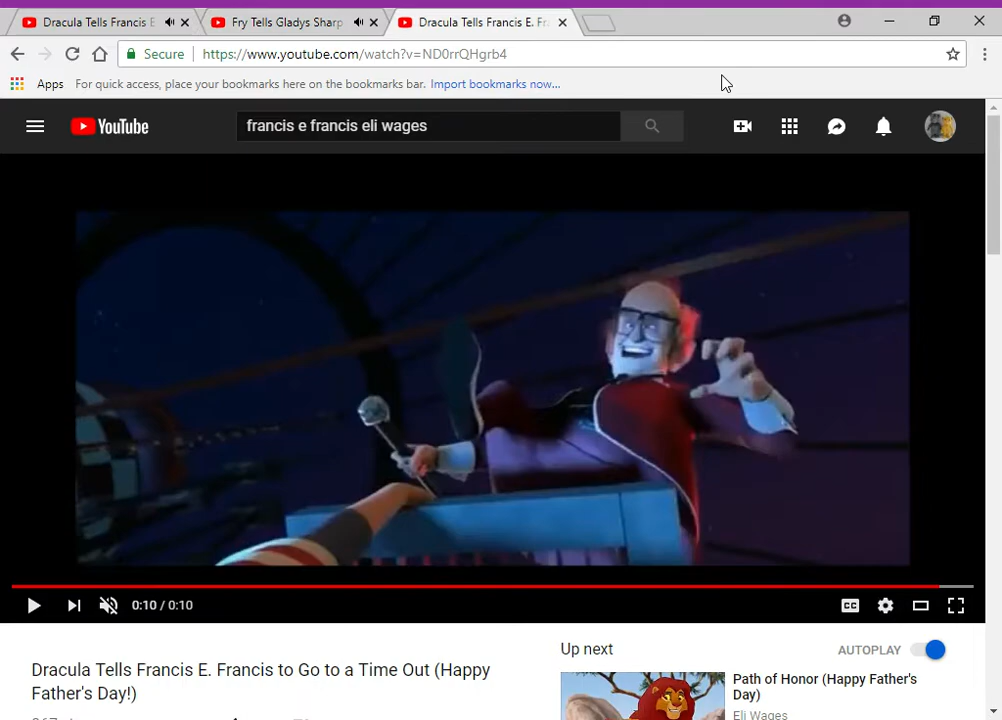 Dracula Tells Francis E
Fry Tells Gladys Sharp
Dracula Tells Francis E. Fr
Secure
https://www.youtube.com/watch?v=ND0rrQHgrb4
Apps
For quick access, place your bookmarks here on the bookmarks bar. Import bookmarks now...
YouTube
francis e francis eli wages
0:10 / 0:10
CC
Dracula Tells Francis E. Francis to Go to a Time Out (Happy
Father's Day!)
Up next
AUTOPLAY
Path of Honor (Happy Father's
Day)
Eli Wages